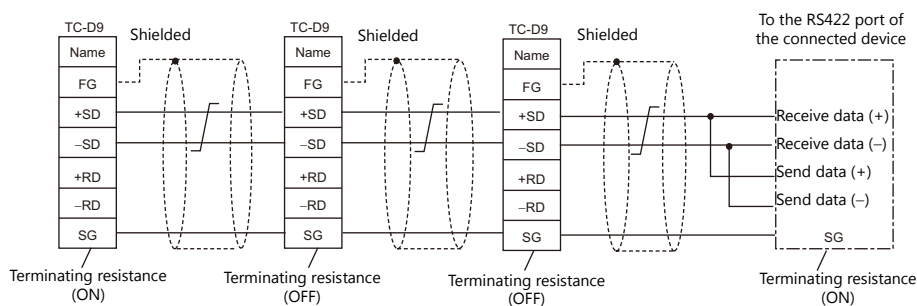 To the RS422 port of
the connected device
TC-D9
Shielded
Name
FG
+SD
–SD
+RD
–RD
SG
Terminating resistance
(ON)
TC-D9
Shielded
Name
FG
+SD
–SD
+RD
–RD
SG
Terminating resistance
(OFF)
TC-D9
Shielded
Name
FG
+SD
–SD
+RD
–RD
SG
Terminating resistance
(OFF)
Receive data (+)
Receive data (–)
Send data (+)
Send data (–)
SG
Terminating resistance
(ON)